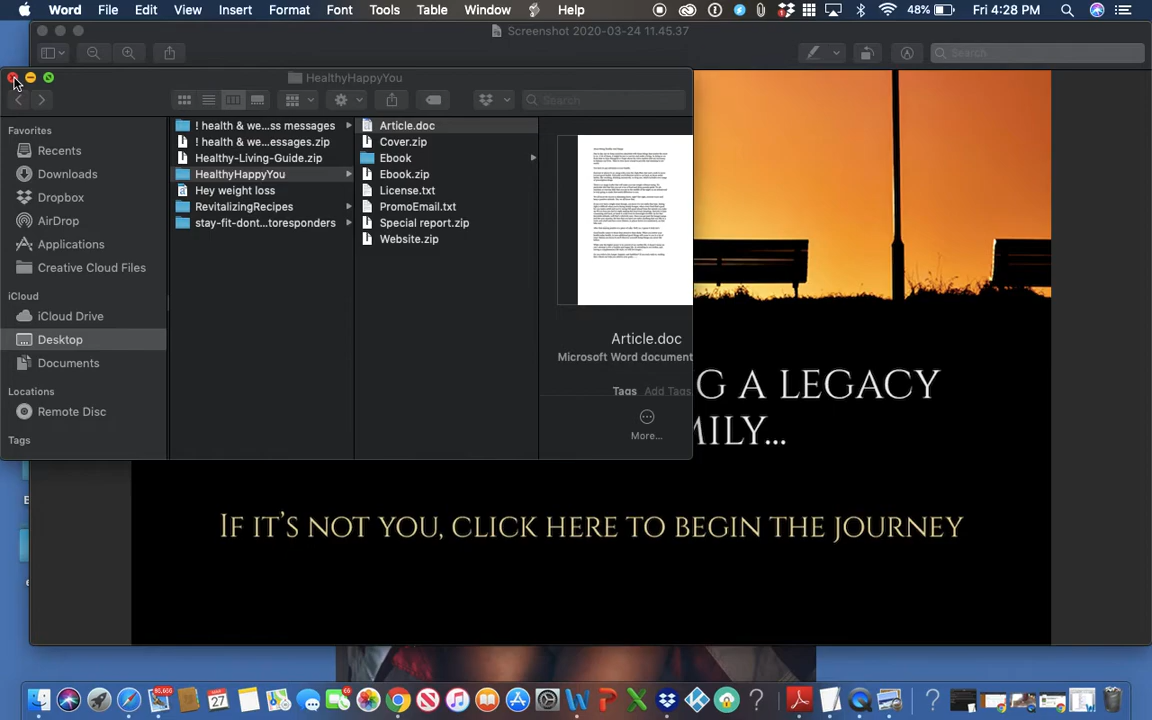 Word File Edit View Insert Format Font Tools Table Window Help 48% Fri 4:28 PM
Screenshot 2020-03-24 11.45.37
Search
HealthyHappyYou
Search
Favorites
Recents
Downloads
Dropbox
AirDrop
Applications
Creative Cloud Files
iCloud
iCloud Drive
Desktop
Documents
Locations
Remote Disc
Tags
! health & we...ss messages
! health & we...essages.zip
Healthy-Living-Guide.zip
HealthyHappyYou
Hey weight loss
RevitalizingRecipes
stay-fit-dont...toresponders
Article.doc
Cover.zip
Ebook
Ebook.zip
License.txt
PromoEmail.txt
Special report.zip
Website.zip
Article.doc
Microsoft Word document
Tags Add Tags
More...
G A LEGACY
MILY...
If it's not you, click here to begin the journey